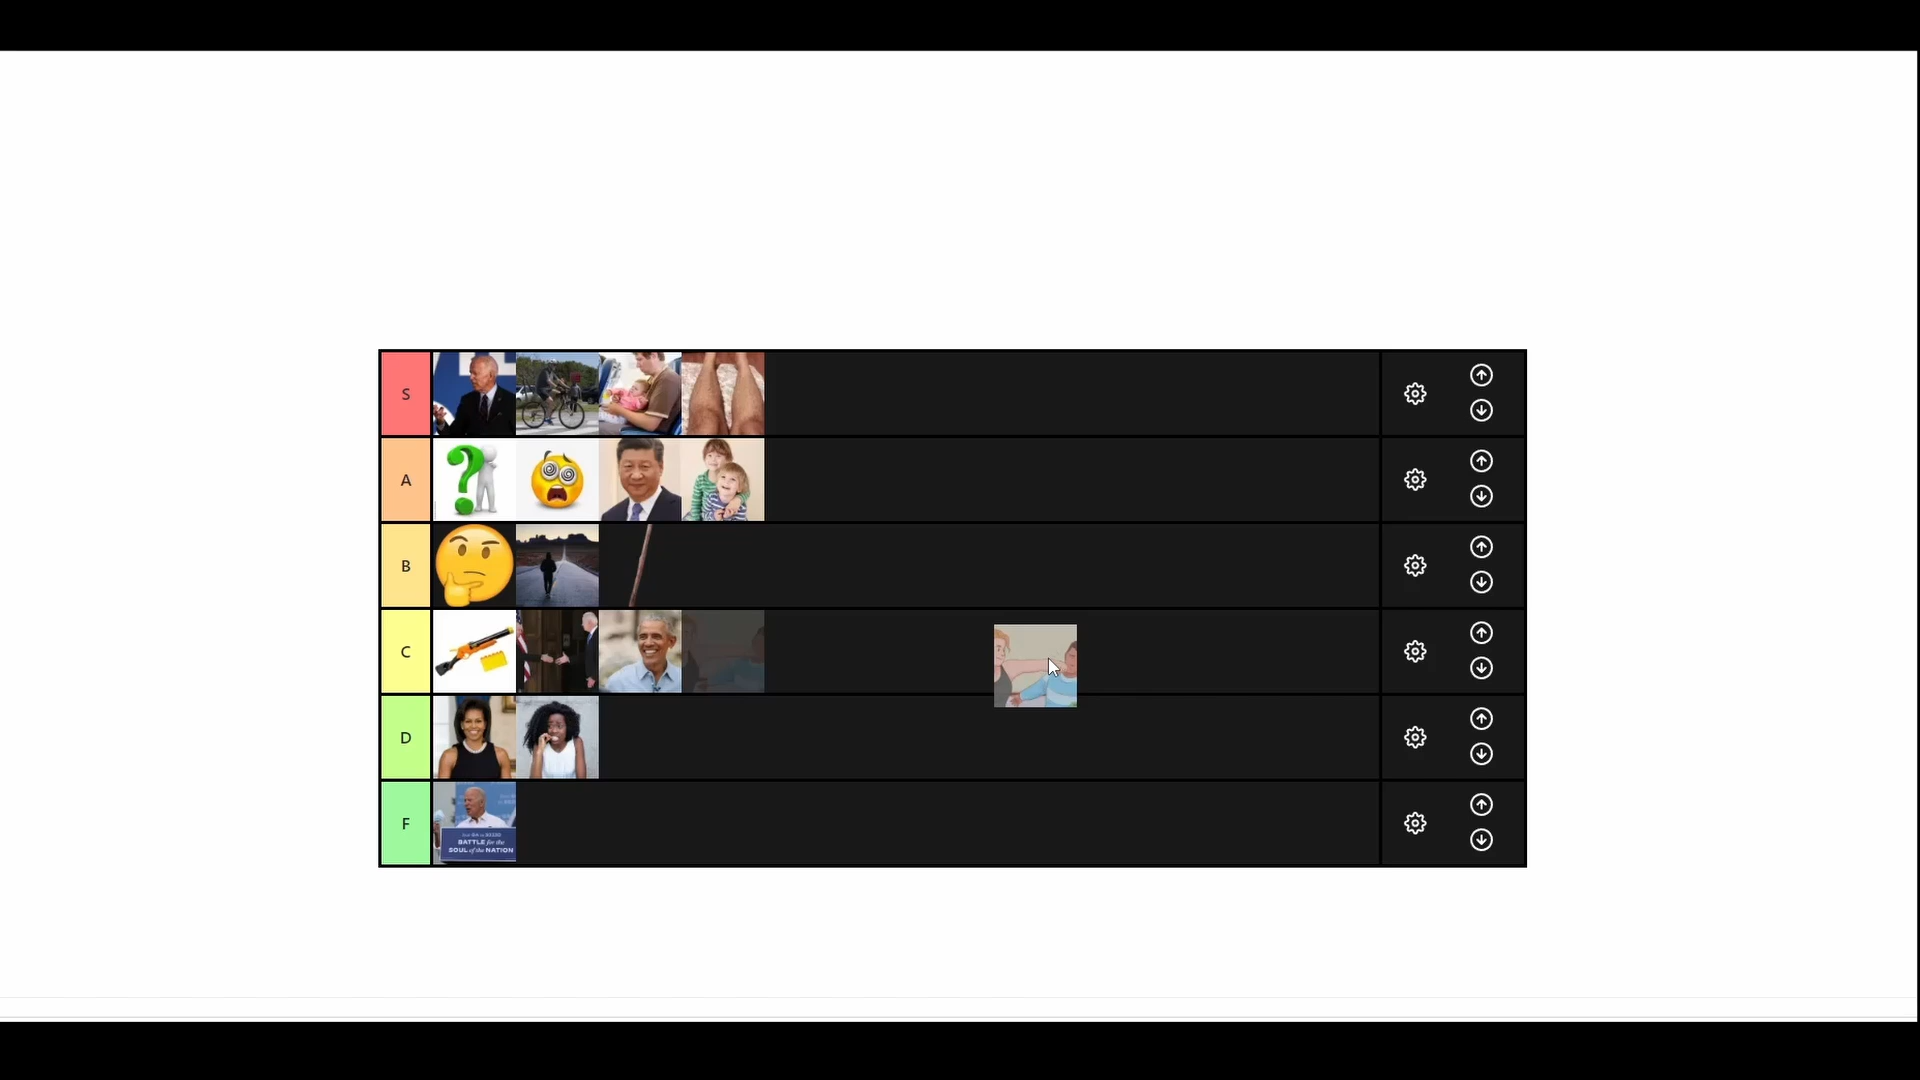 S
A
B
C
D
F
BATTLE for the
SOUL of the NATION